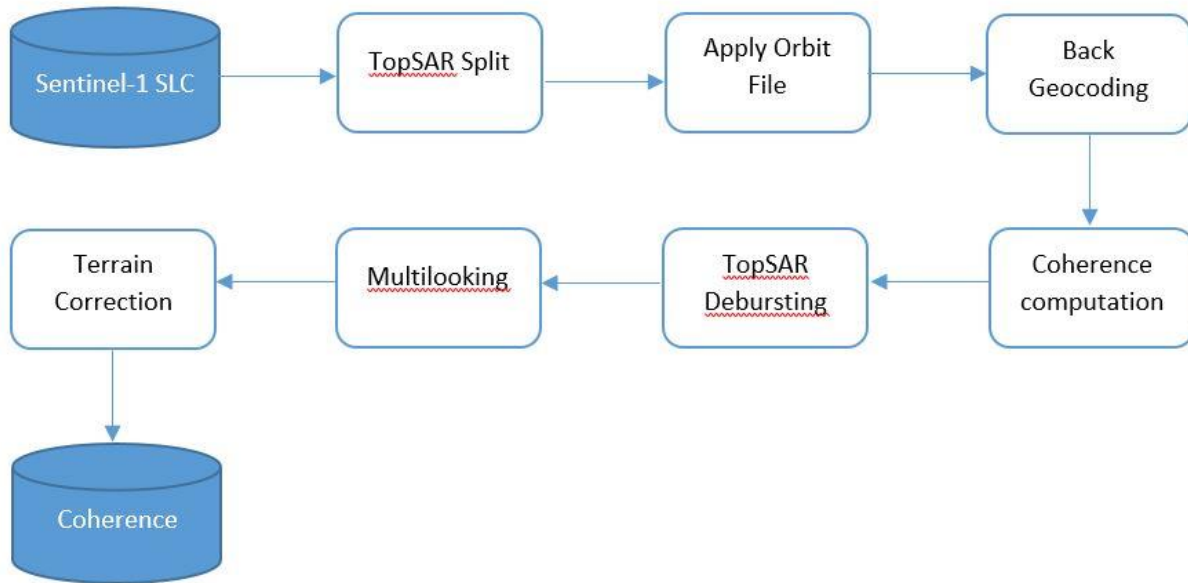 Sentinel-1 SLC
TopSAR Split
Apply Orbit
File
Back
Geocoding
Coherence
computation
TopSAR
Debursting
Multilooking
Terrain
Correction
Coherence